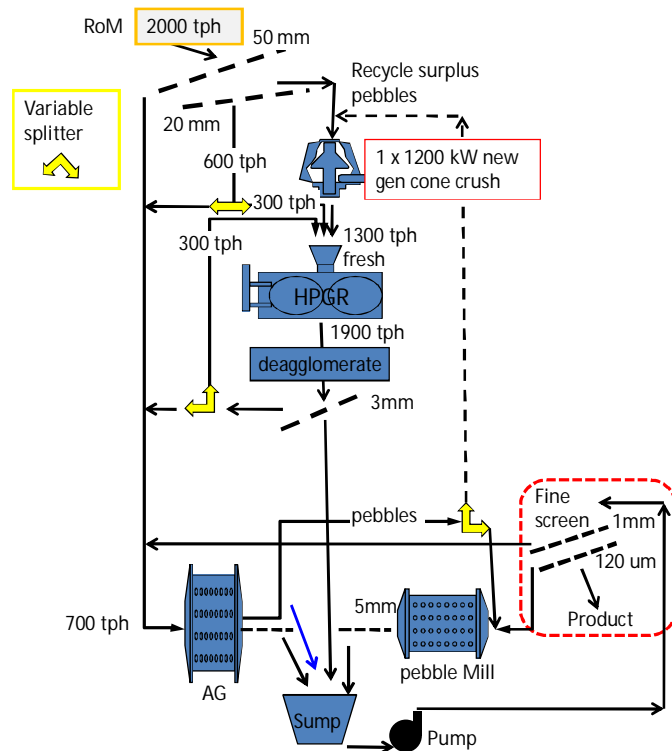 RoM
2000 tph
50 mm
Recycle surplus
pebbles
Variable
splitter
20 mm
600 tph
1 x 1200 kW new
gen cone crush
300 tph
300 tph
1300 tph
fresh
HPGR
1900 tph
deagglomerate
3mm
pebbles
Fine
screen
1mm
120 um
Product
700 tph
5mm
AG
pebble Mill
Sump
Pump